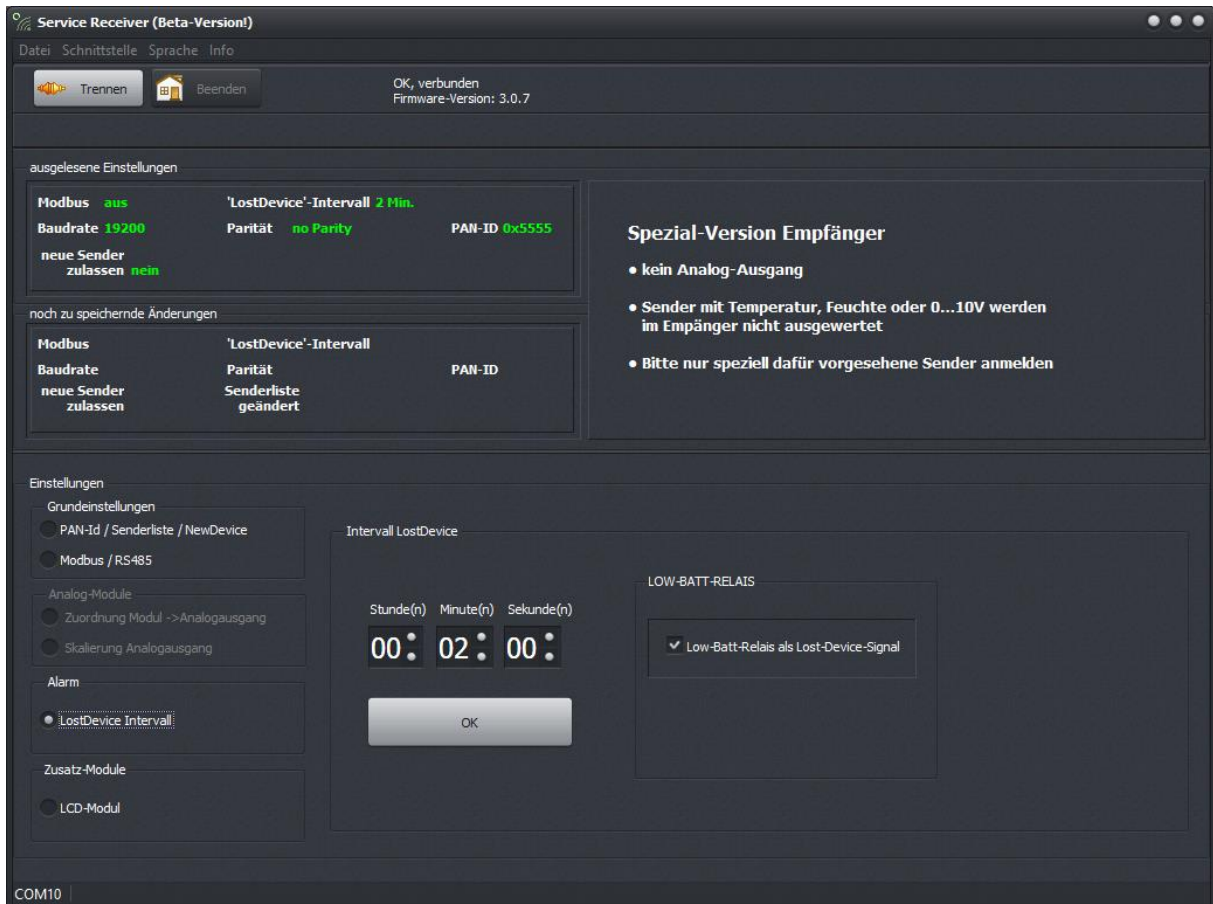 Service Receiver (Beta-Version!)
Datei Schnittstelle Sprache Info
Trennen Beenden
OK, verbunden
Firmware-Version: 3.0.7
ausgelesene Einstellungen
Modbus aus 'LostDevice'-Intervall 2 Min.
Baudrate 19200 Parität no Parity PAN-ID 0x5555
neue Sender
zulassen nein
noch zu speichernde Änderungen
Modbus 'LostDevice'-Intervall
Baudrate Parität PAN-ID
neue Sender Senderliste
zulassen geändert
Spezial-Version Empfänger
• kein Analog-Ausgang
• Sender mit Temperatur, Feuchte oder 0...10V werden
im Empänger nicht ausgewertet
• Bitte nur speziell dafür vorgesehene Sender anmelden
Einstellungen
Grundeinstellungen
PAN-Id / Senderliste / NewDevice
Modbus / RS485
Analog-Module
Zuordnung Modul ->Analogausgang
Skalierung Analogausgang
Alarm
LostDevice Intervall
Zusatz-Module
LCD-Modul
Intervall LostDevice
Stunde(n) Minute(n) Sekunde(n)
00 02 00
OK
LOW-BATT-RELAIS
Low-Batt-Relais als Lost-Device-Signal
COM10